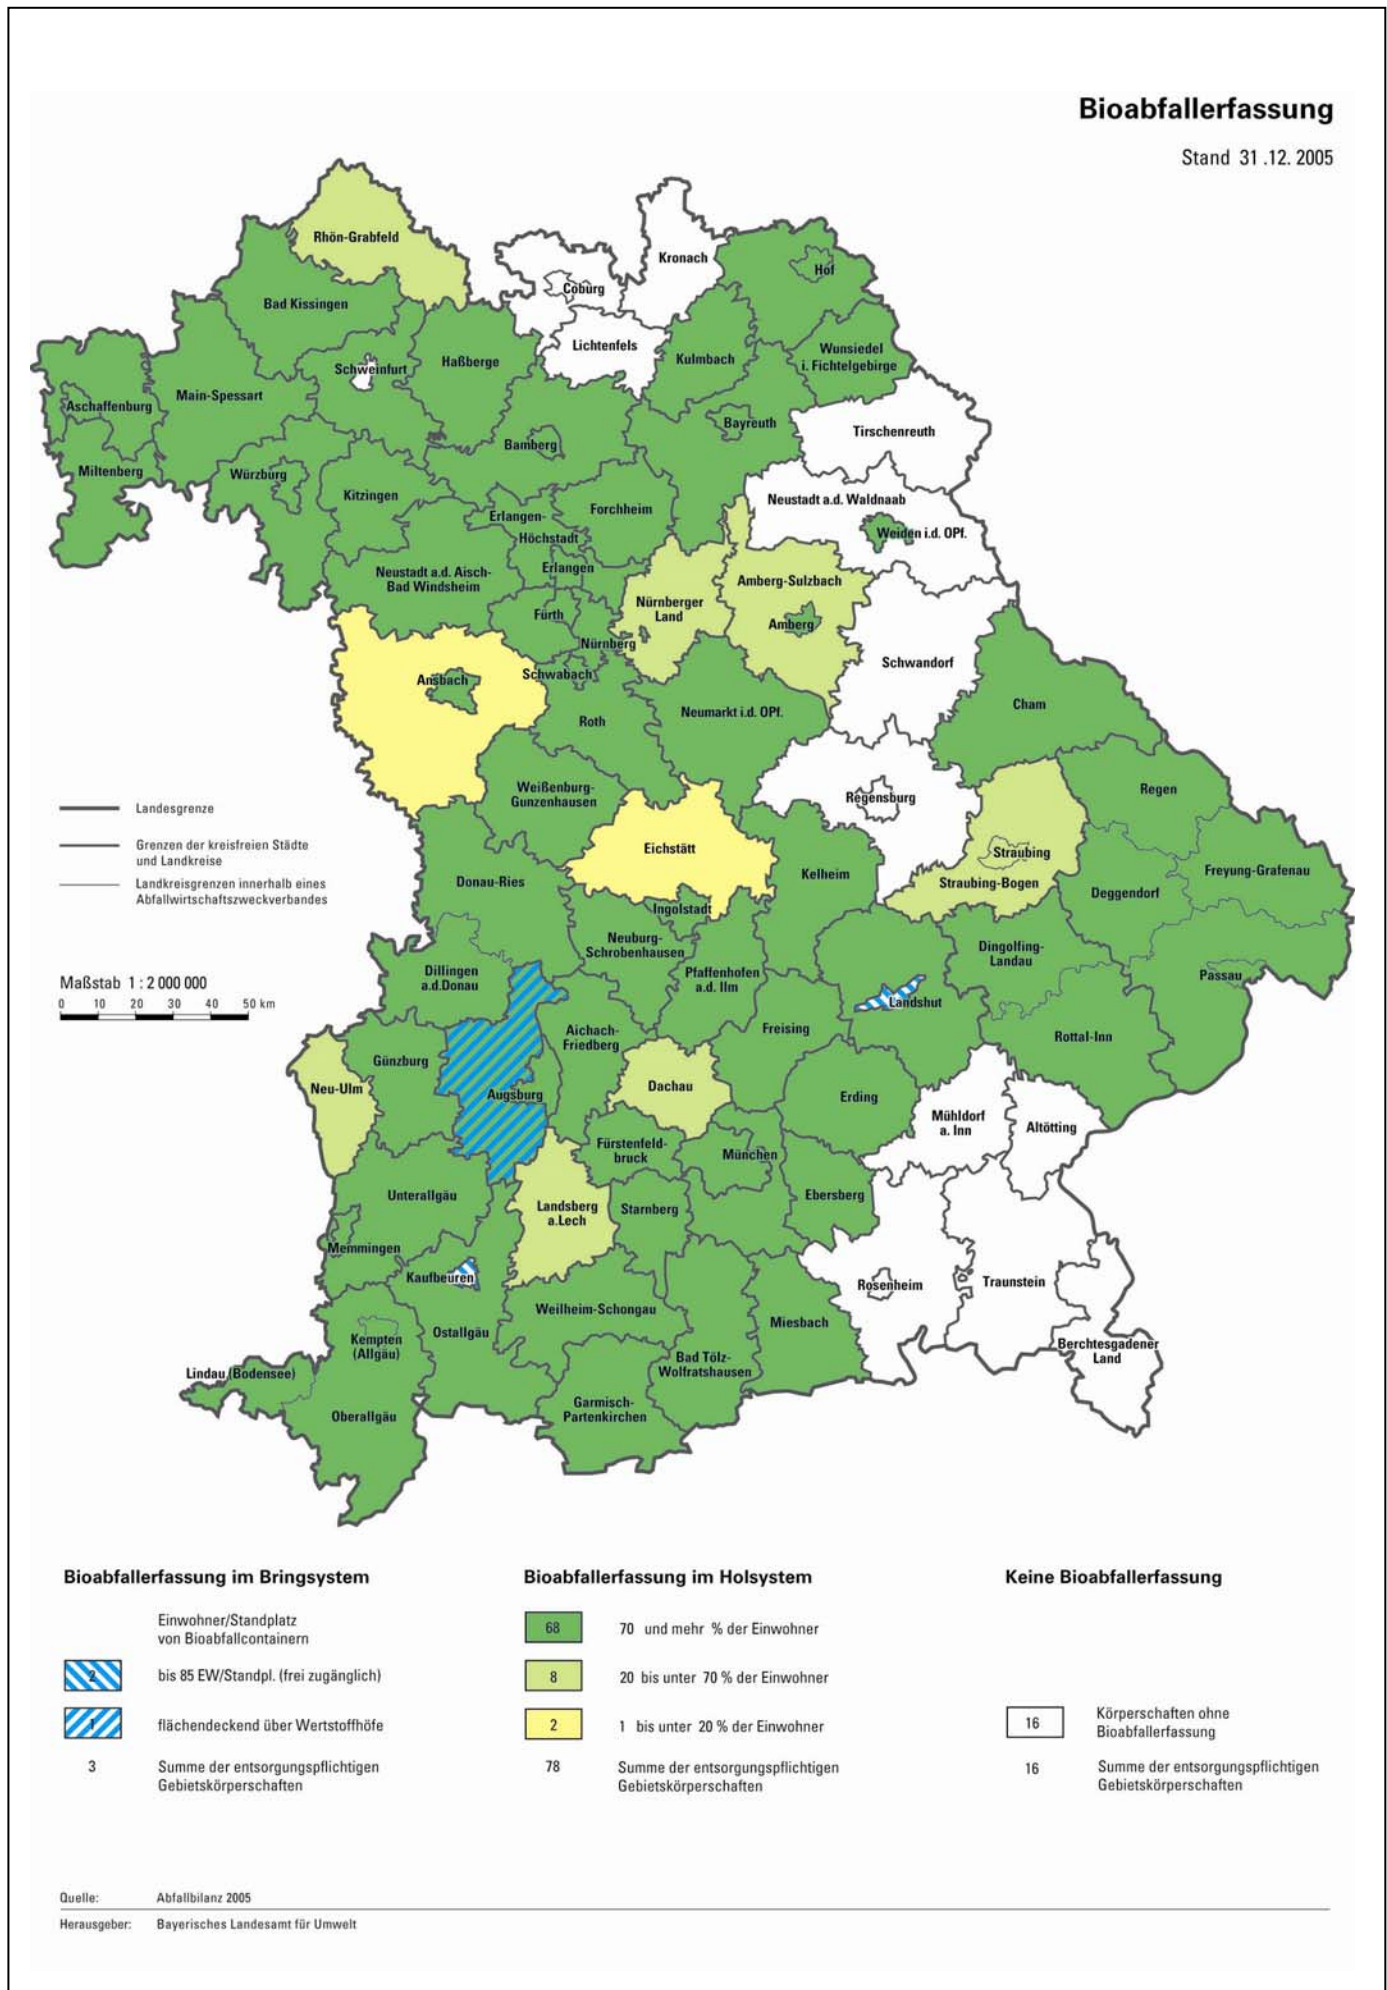 Bioabfallerfassung
Stand 31.12. 2005
Rhön-Grabfeld
Kronach
Coburg
Hof
Bad Kissingen
Lichtenfels
Kulmbach
Wunsiedel
i. Fichtelgebirge
Schweinfurt
Haßberge
Main-Spessart
Aschaffenburg
Bayreuth
Tirschenreuth
Bamberg
Miltenberg
Würzburg
Kitzingen
Forchheim
Neustadt a.d. Waldnaab
Erlangen-
Höchstadt
Weiden i.d. OPf.
Erlangen
Neustadt a.d. Aisch-
Bad Windsheim
Amberg-Sulzbach
Nürnberger
Land
Fürth
Amberg
Nürnberg
Schwandorf
Schwabach
Ansbach
Cham
Roth
Neumarkt i.d. OPf.
Weißenburg-
Gunzenhausen
Regen
Regensburg
Landesgrenze
Grenzen der kreisfreien Städte
und Landkreise
Landkreisgrenzen innerhalb eines
Abfallwirtschaftszweckverbandes
Eichstätt
Straubing
Kelheim
Freyung-Grafenau
Donau-Ries
Straubing-Bogen
Deggendorf
Ingolstadt
Neuburg-
Schrobenhausen
Dingolfing-
Landau
Dillingen
a.d.Donau
Pfaffenhofen
a.d. Ilm
Passau
Maßstab 1 : 2 000 000
0 10 20 30 40 50 km
Landshut
Aichach-
Friedberg
Freising
Rottal-Inn
Günzburg
Neu-Ulm
Augsburg
Dachau
Erding
Mühldorf
a. Inn
Altötting
Fürstenfeld-
bruck
München
Unterallgäu
Landsberg
a.Lech
Starnberg
Ebersberg
Memmingen
Kaufbeuren
Rosenheim
Traunstein
Weilheim-Schongau
Miesbach
Ostallgäu
Kempten
(Allgäu)
Berchtesgadener
Land
Bad Tölz-
Wolfratshausen
Lindau (Bodensee)
Oberallgäu
Garmisch-
Partenkirchen
Bioabfallerfassung im Bringsystem
Einwohner/Standplatz
von Bioabfallcontainern
2 bis 85 EW/Standpl. (frei zugänglich)
1 flächendeckend über Wertstoffhöfe
3 Summe der entsorgungspflichtigen
Gebietskörperschaften
Bioabfallerfassung im Holsystem
68 70 und mehr % der Einwohner
8 20 bis unter 70 % der Einwohner
2 1 bis unter 20 % der Einwohner
78 Summe der entsorgungspflichtigen
Gebietskörperschaften
Keine Bioabfallerfassung
16 Körperschaften ohne
Bioabfallerfassung
16 Summe der entsorgungspflichtigen
Gebietskörperschaften
Quelle: Abfallbilanz 2005
Herausgeber: Bayerisches Landesamt für Umwelt